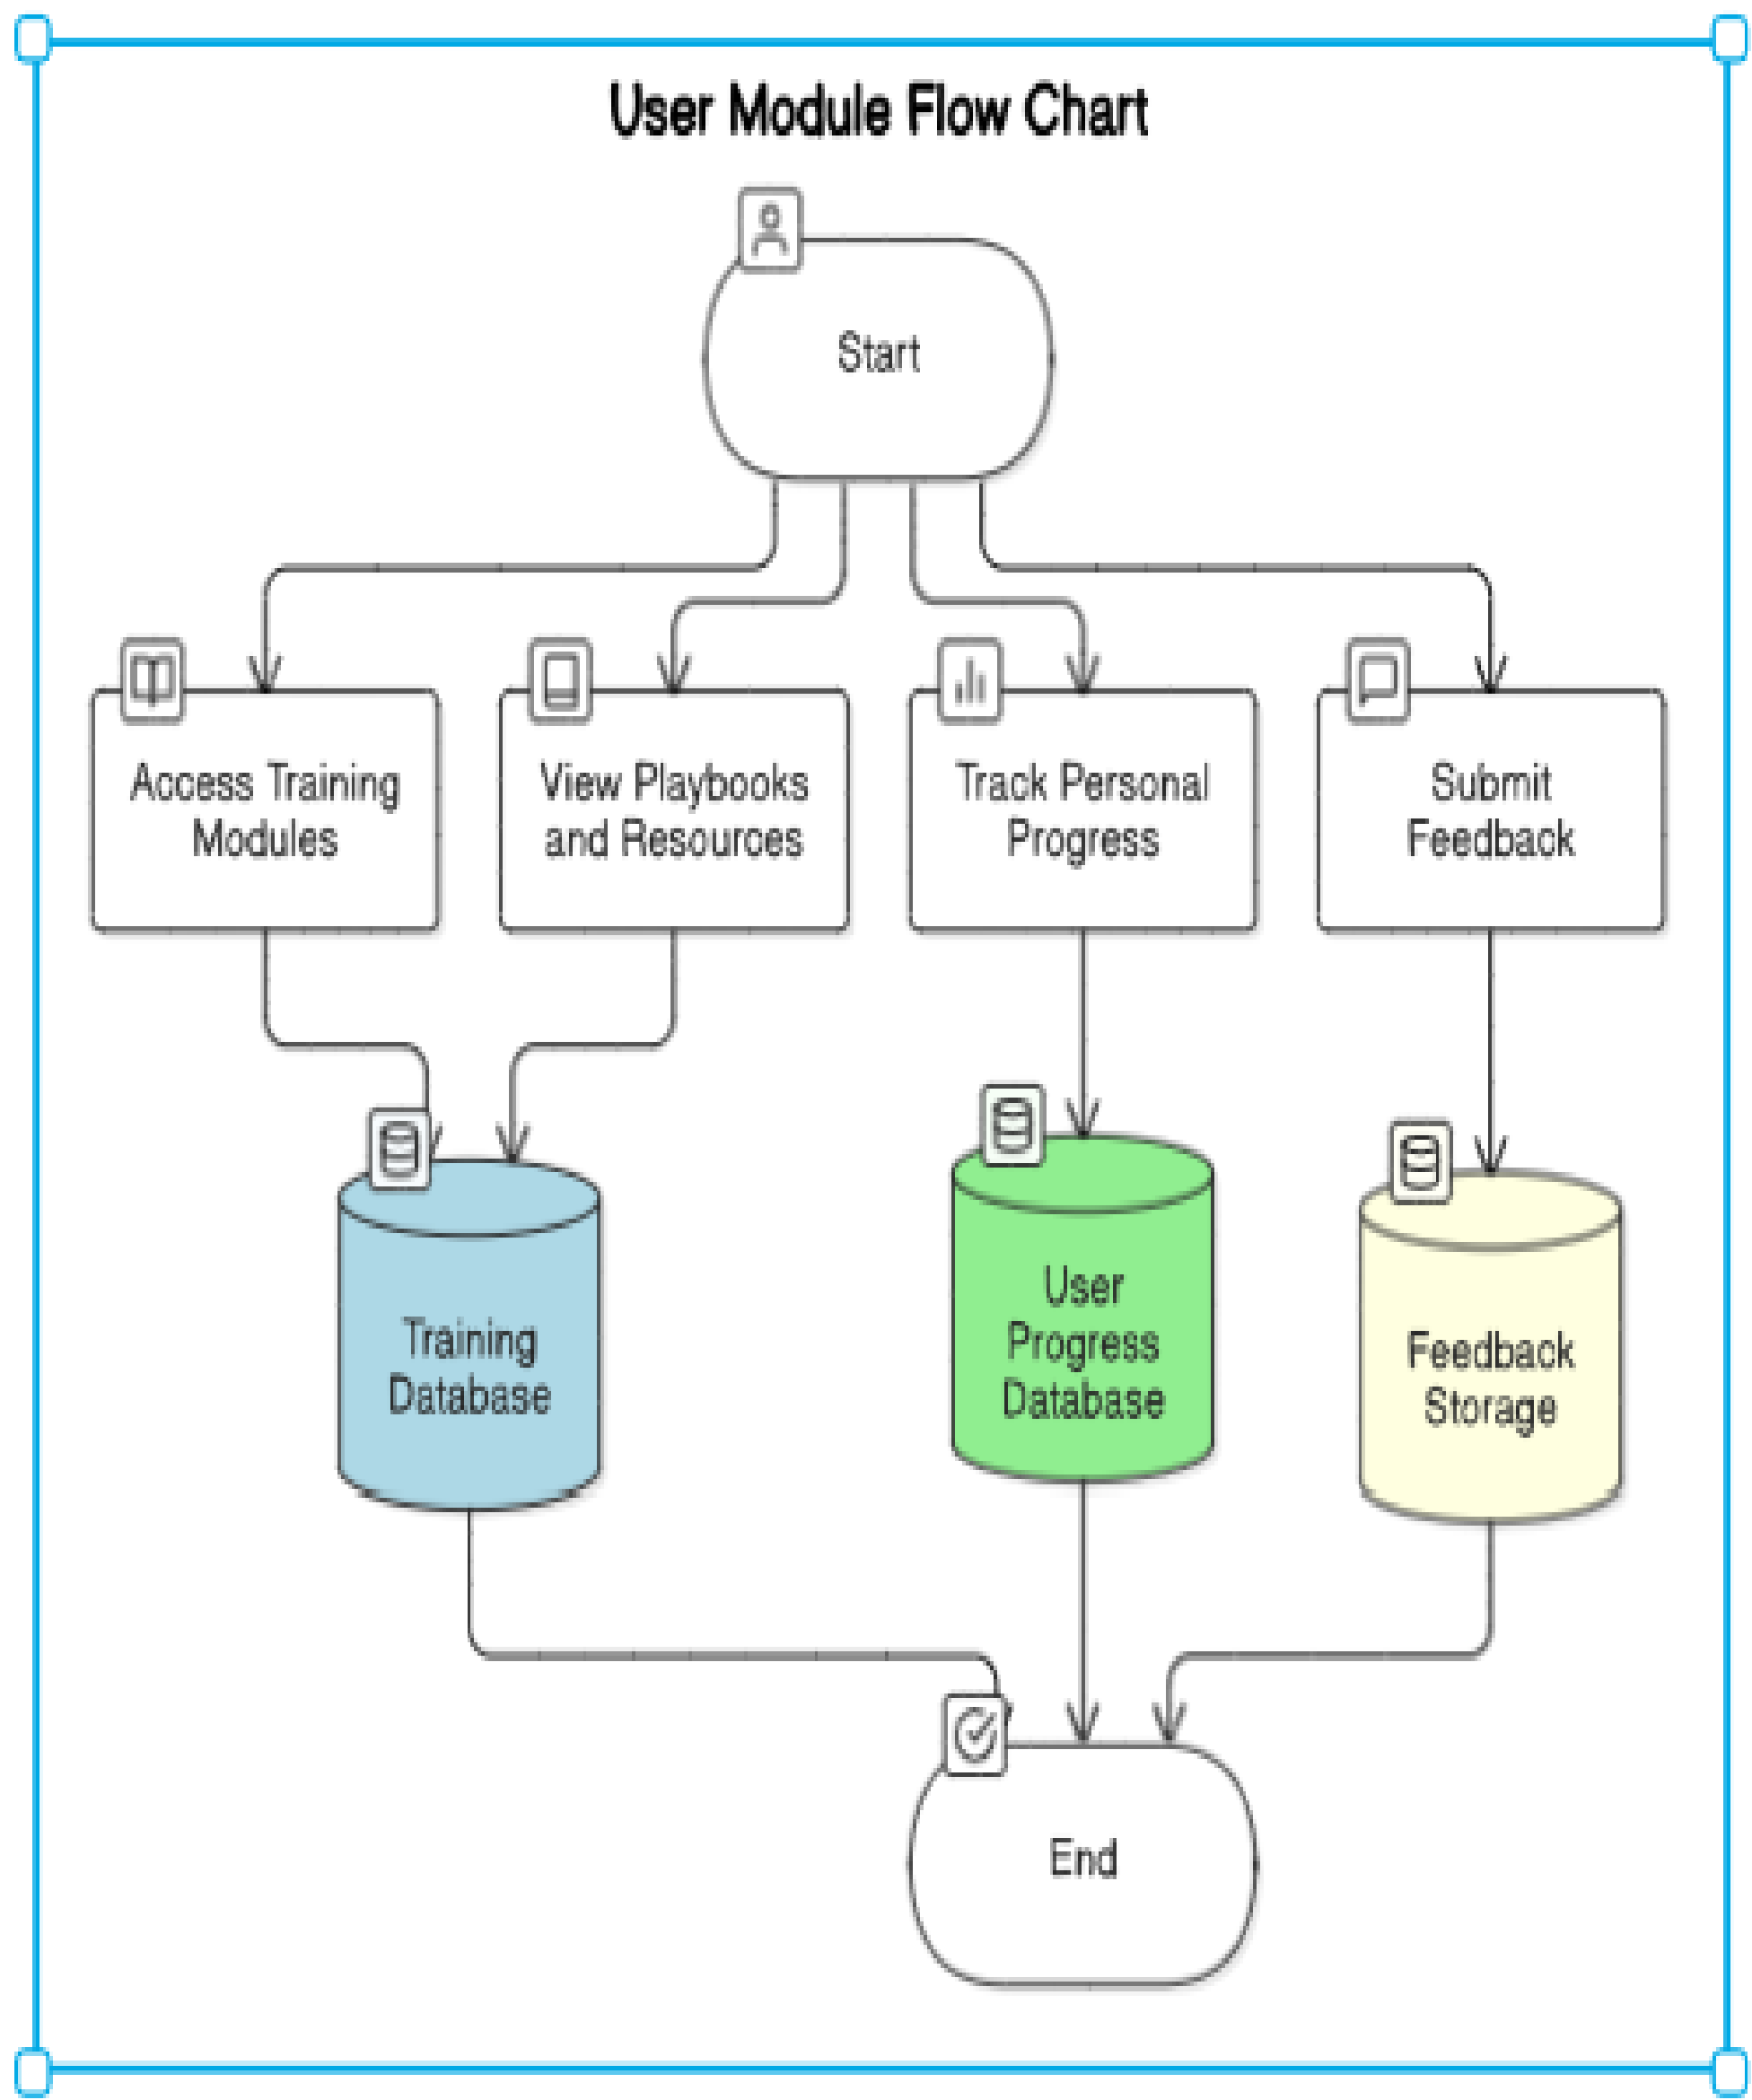 User Module Flow Chart
Start
Access Training
Modules
View Playbooks
and Resources
Track Personal
Progress
Submit
Feedback
Training
Database
User
Progress
Database
Feedback
Storage
End